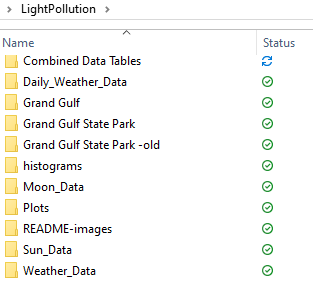 LightPollution
Name Status
Combined Data Tables
Daily_Weather_Data
Grand Gulf
Grand Gulf State Park
Grand Gulf State Park -old
histograms
Moon_Data
Plots
README-images
Sun_Data
Weather_Data